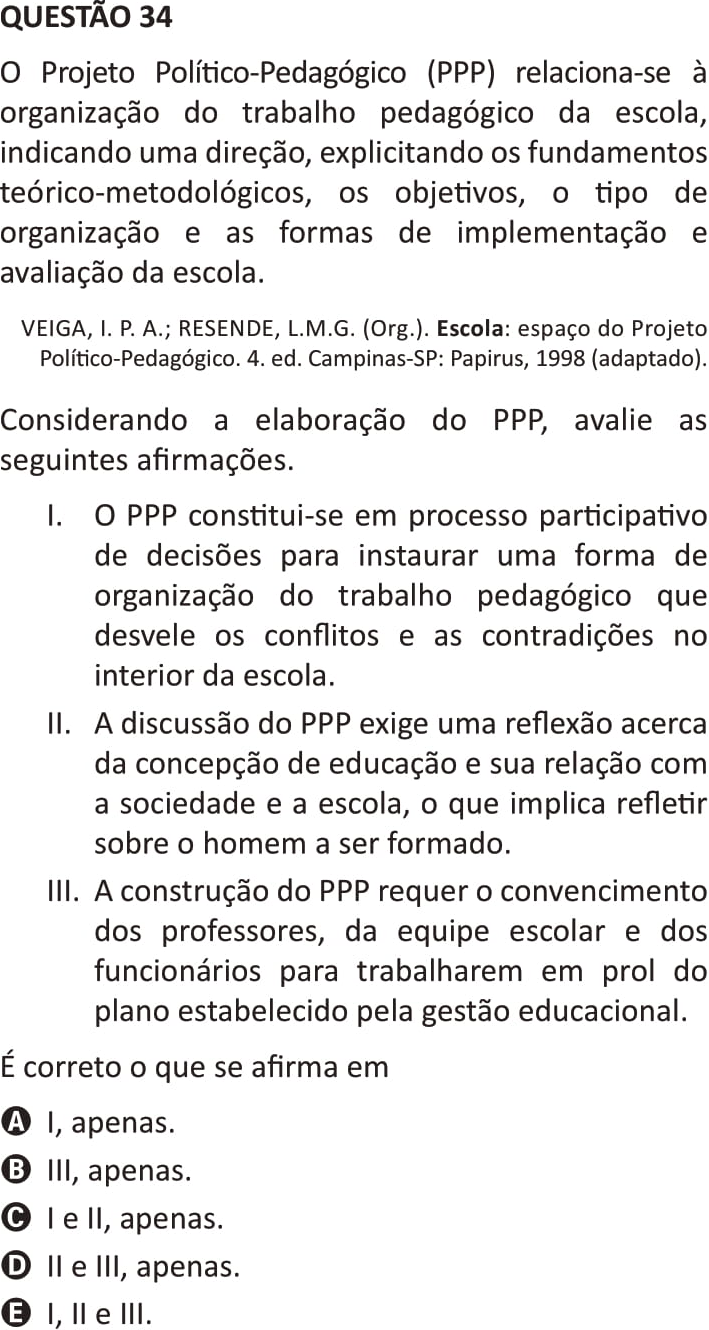 QUESTÃO 34
O Projeto Político-Pedagógico (PPP) relaciona-se à
organização do trabalho pedagógico da escola,
indicando uma direção, explicitando os fundamentos
teórico-metodológicos, os objetivos, o tipo de
organização e as formas de implementação e
avaliação da escola.
VEIGA, I. P. A.; RESENDE, L.M.G. (Org.). Escola: espaço do Projeto
Político-Pedagógico. 4. ed. Campinas-SP: Papirus, 1998 (adaptado).
Considerando a elaboração do PPP, avalie as
seguintes afirmações.
I. O PPP constitui-se em processo participativo
de decisões para instaurar uma forma de
organização do trabalho pedagógico que
desvele os conflitos e as contradições no
interior da escola.
II. A discussão do PPP exige uma reflexão acerca
da concepção de educação e sua relação com
a sociedade e a escola, o que implica refletir
sobre o homem a ser formado.
III. A construção do PPP requer o convencimento
dos professores, da equipe escolar e dos
funcionários para trabalharem em prol do
plano estabelecido pela gestão educacional.
É correto o que se afirma em
A I, apenas.
B III, apenas.
C I e II, apenas.
D II e III, apenas.
E I, II e III.